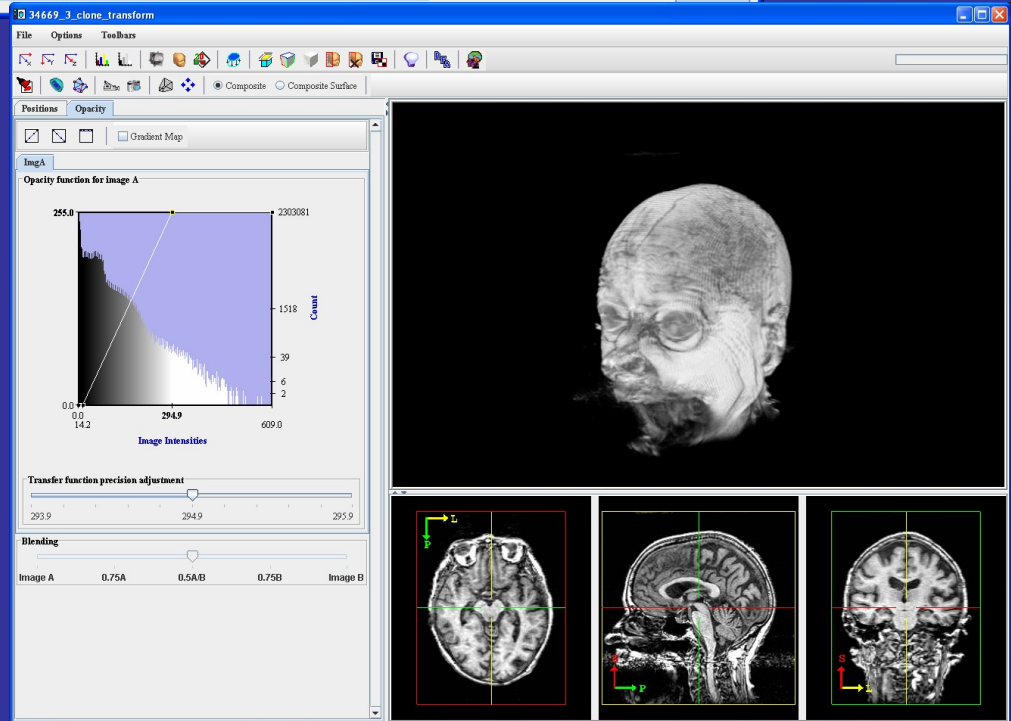 34669_3_clone_transform
File Options Toolbars
Composite Composite Surface
Positions Opacity
Gradient Map
ImgA
Opacity function for image A
255.0
2303081
1518
Count
39
6
2
0.0
0.0 294.9 609.0
14.2
Image Intensities
Transfer function precision adjustment
293.9 294.9 295.9
Blending
Image A 0.75A 0.5A/B 0.75B Image B
L
P
S
P
S
L